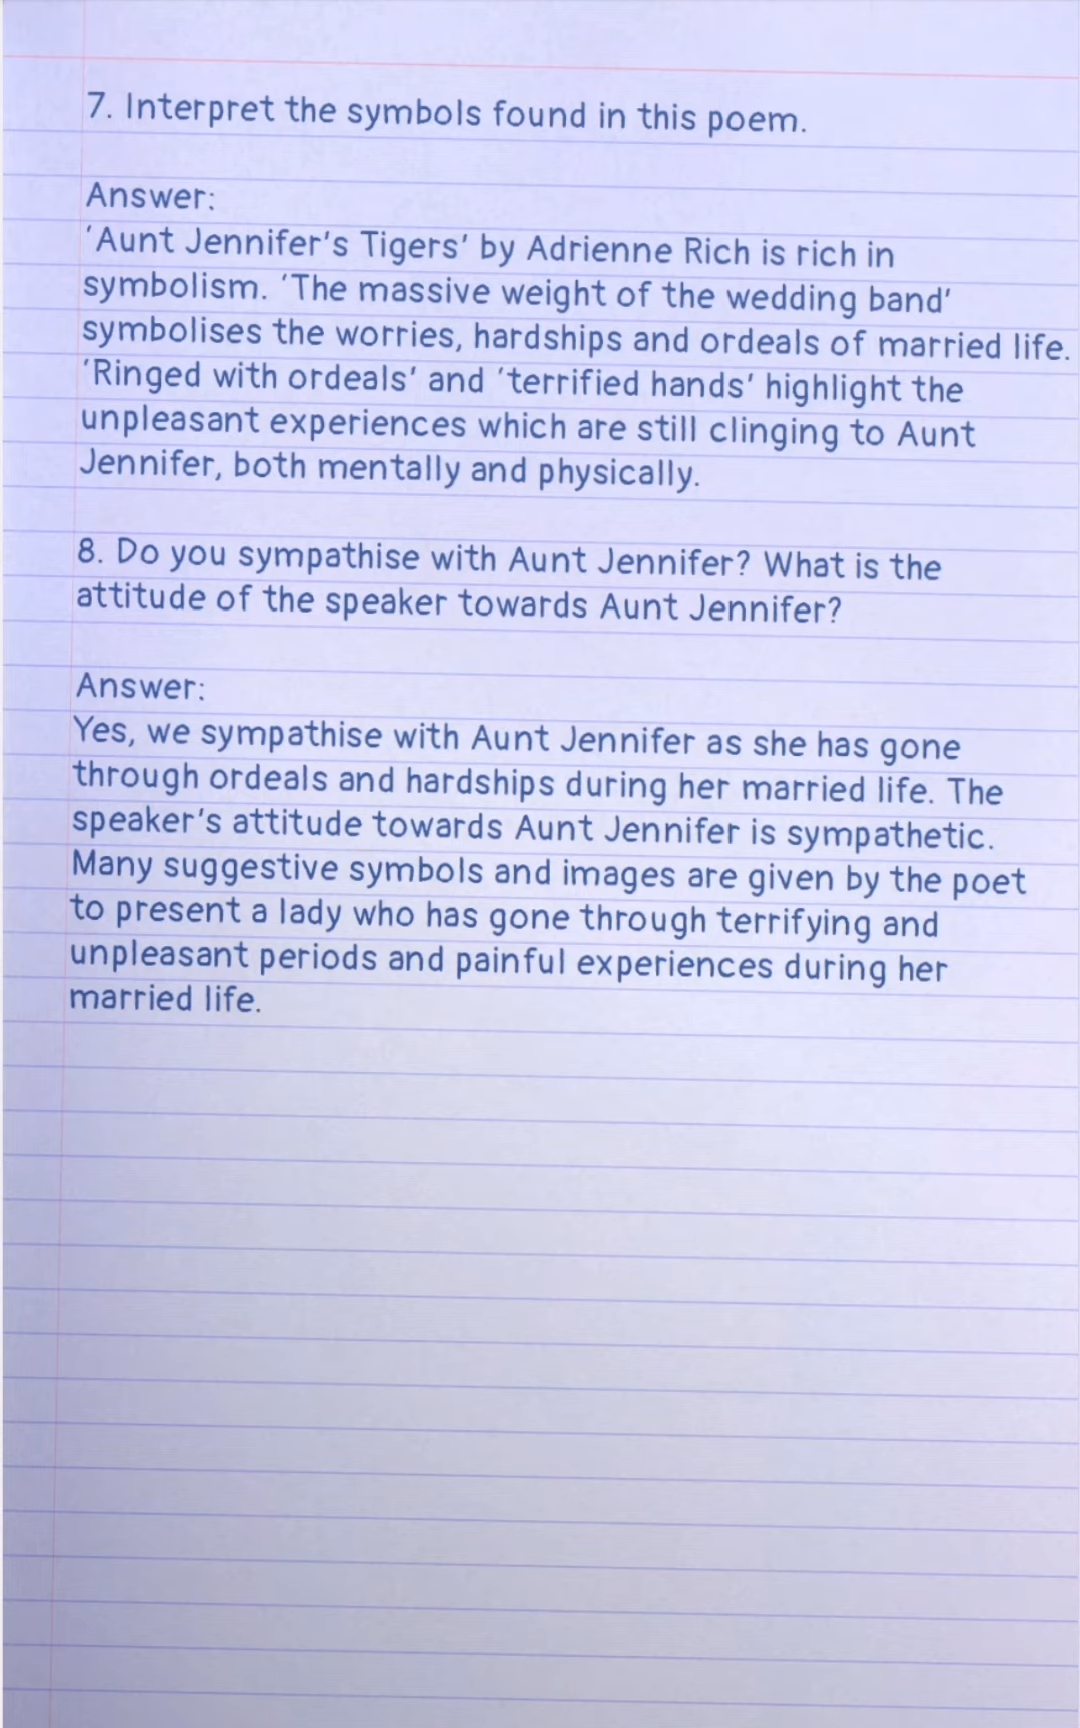 7. Interpret the symbols found in this poem.
Answer:
‘Aunt Jennifer’s Tigers’ by Adrienne Rich is rich in
symbolism. ‘The massive weight of the wedding band’
symbolises the worries, hardships and ordeals of married life.
‘Ringed with ordeals’ and ‘terrified hands’ highlight the
unpleasant experiences which are still clinging to Aunt
Jennifer, both mentally and physically.
8. Do you sympathise with Aunt Jennifer? What is the
attitude of the speaker towards Aunt Jennifer?
Answer:
Yes, we sympathise with Aunt Jennifer as she has gone
through ordeals and hardships during her married life. The
speaker’s attitude towards Aunt Jennifer is sympathetic.
Many suggestive symbols and images are given by the poet
to present a lady who has gone through terrifying and
unpleasant periods and painful experiences during her
married life.